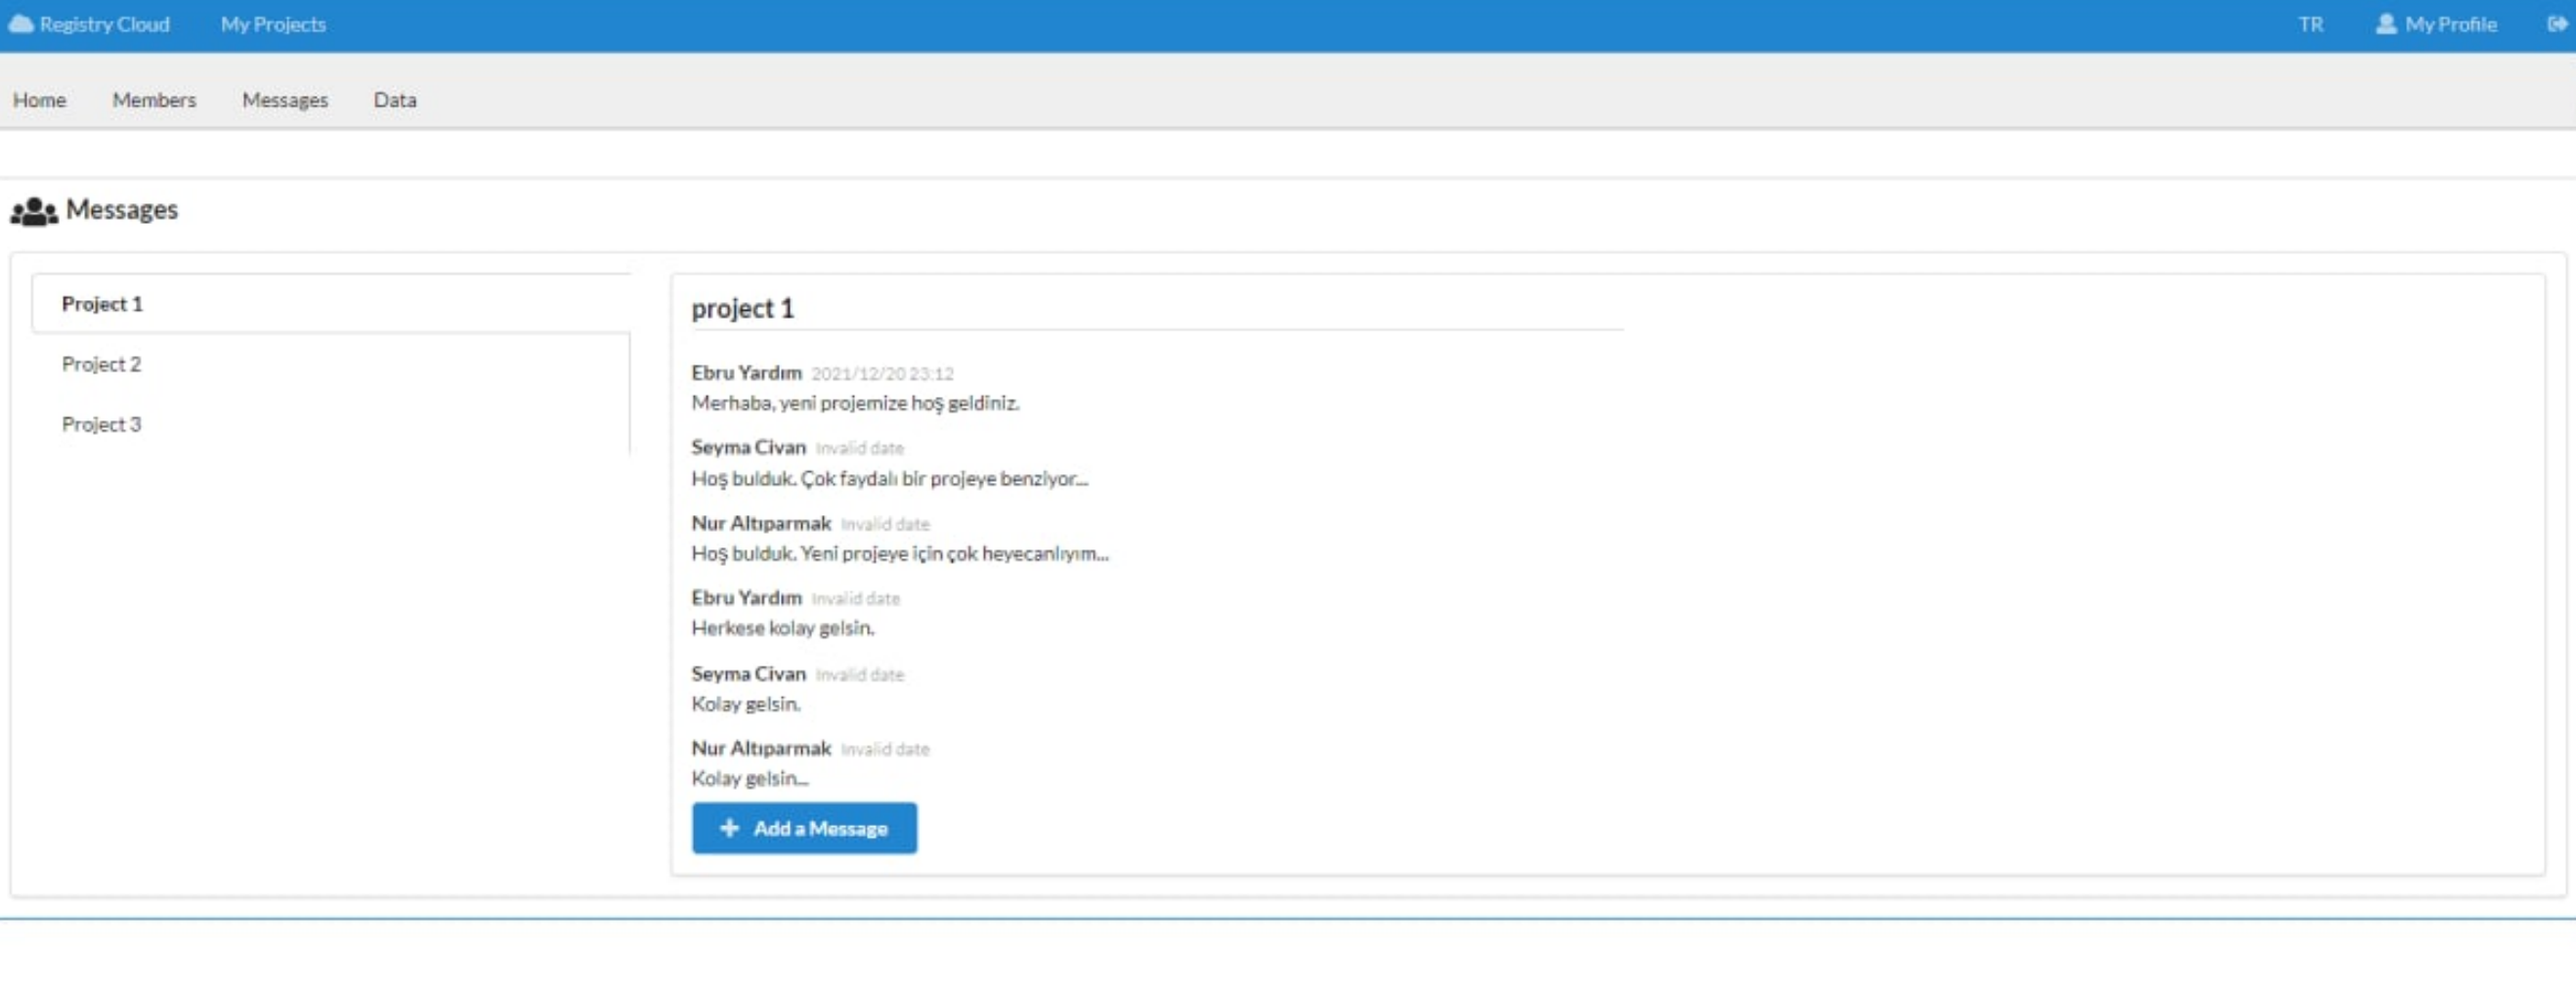 Registry Cloud My Projects TR My Profile
Home Members Messages Data
Messages
Project 1
Project 2
Project 3
project 1
Ebru Yardım 2021/12/20 23:12
Merhaba, yeni projemize hoş geldiniz.
Seyma Civan Invalid date
Hoş bulduk. Çok faydalı bir projeye benziyor...
Nur Altıparmak Invalid date
Hoş bulduk. Yeni projeye için çok heyecanlıyım...
Ebru Yardım Invalid date
Herkese kolay gelsin.
Seyma Civan Invalid date
Kolay gelsin.
Nur Altıparmak Invalid date
Kolay gelsin...
Add a Message